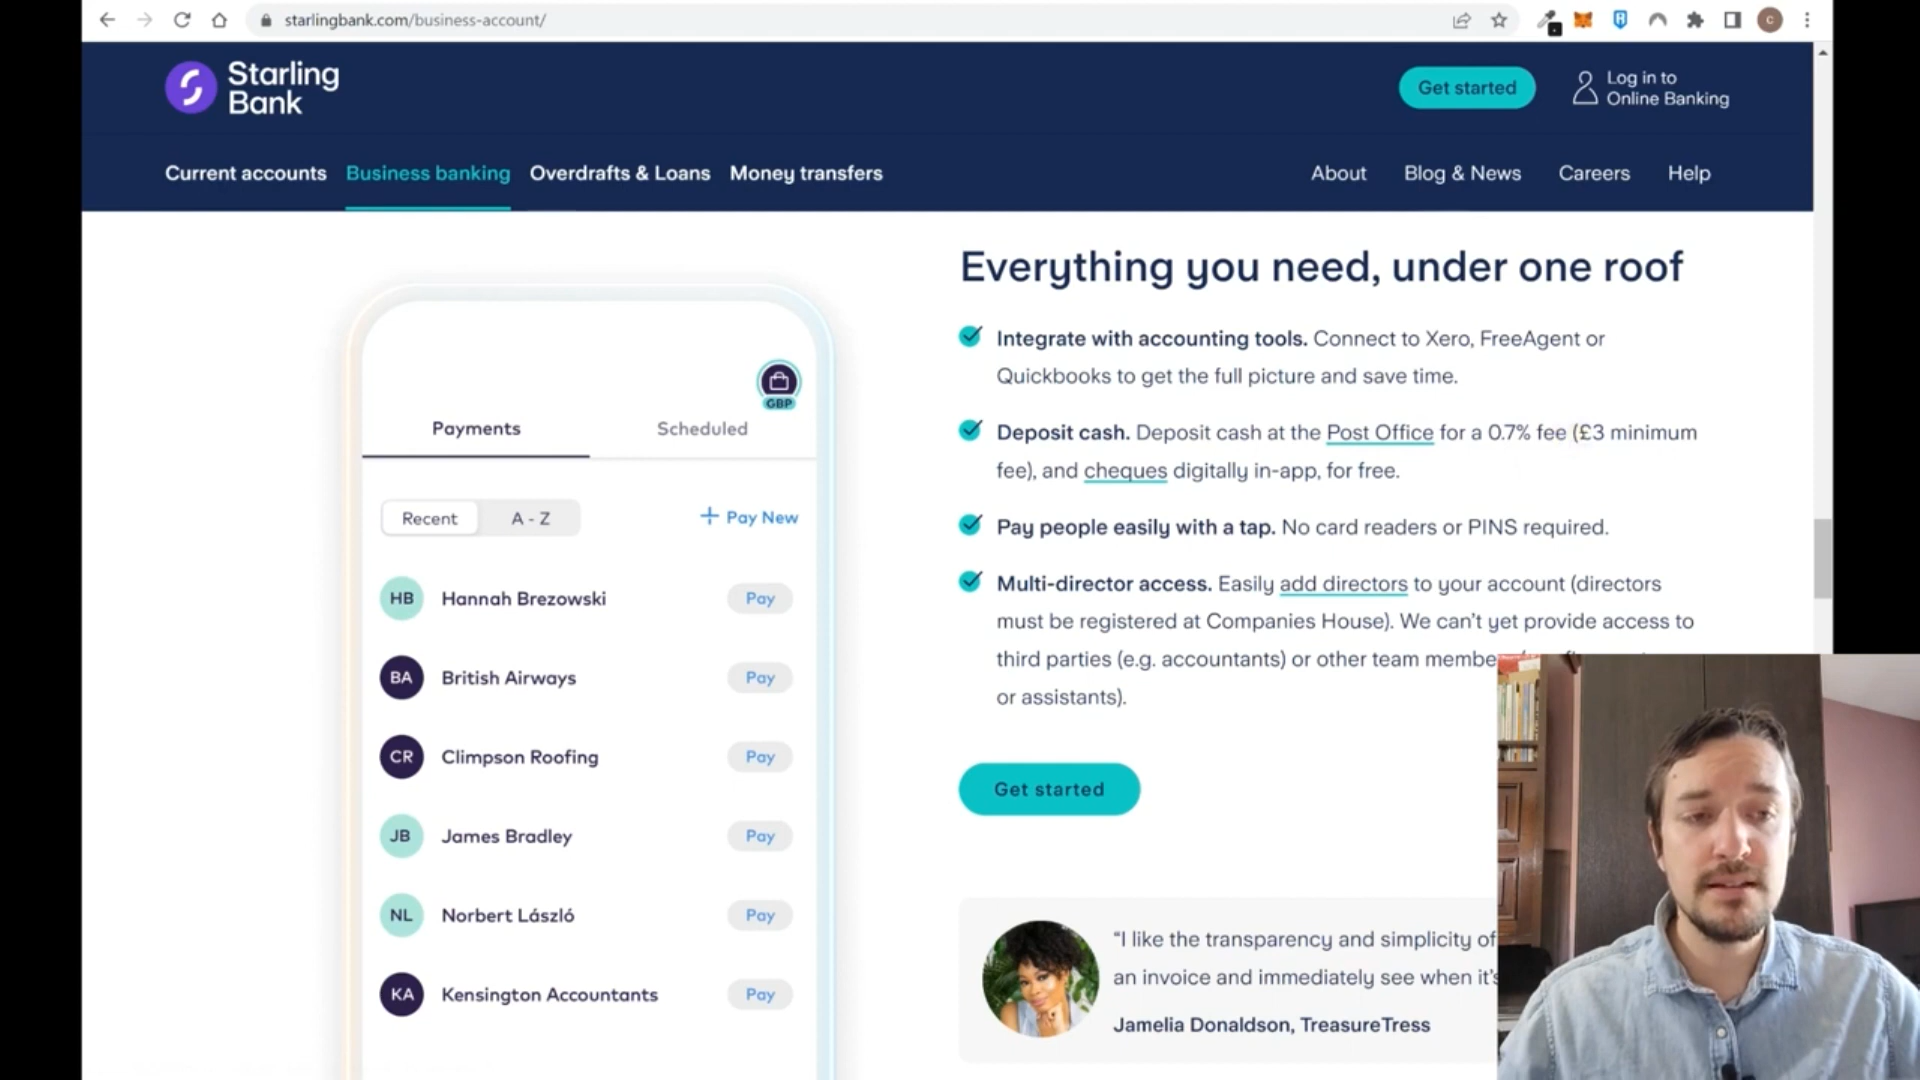 starlingbank.com/business-account/
C
Starling
Bank
Get started
Log in to
Online Banking
Current accounts
Business banking
Overdrafts & Loans
Money transfers
About
Blog & News
Careers
Help
GBP
Payments
Scheduled
Recent
A - Z
+ Pay New
HB
Hannah Brezowski
Pay
BA
British Airways
Pay
CR
Climpson Roofing
Pay
JB
James Bradley
Pay
NL
Norbert László
Pay
KA
Kensington Accountants
Pay
Everything you need, under one roof
Integrate with accounting tools. Connect to Xero, FreeAgent or
Quickbooks to get the full picture and save time.
Deposit cash. Deposit cash at the Post Office for a 0.7% fee (£3 minimum
fee), and cheques digitally in-app, for free.
Pay people easily with a tap. No card readers or PINS required.
Multi-director access. Easily add directors to your account (directors
must be registered at Companies House). We can't yet provide access to
third parties (e.g. accountants) or other team
or assistants).
Get started
“I like the transparency and simplicity of
an invoice and immediately see when it's
Jamelia Donaldson, TreasureTress